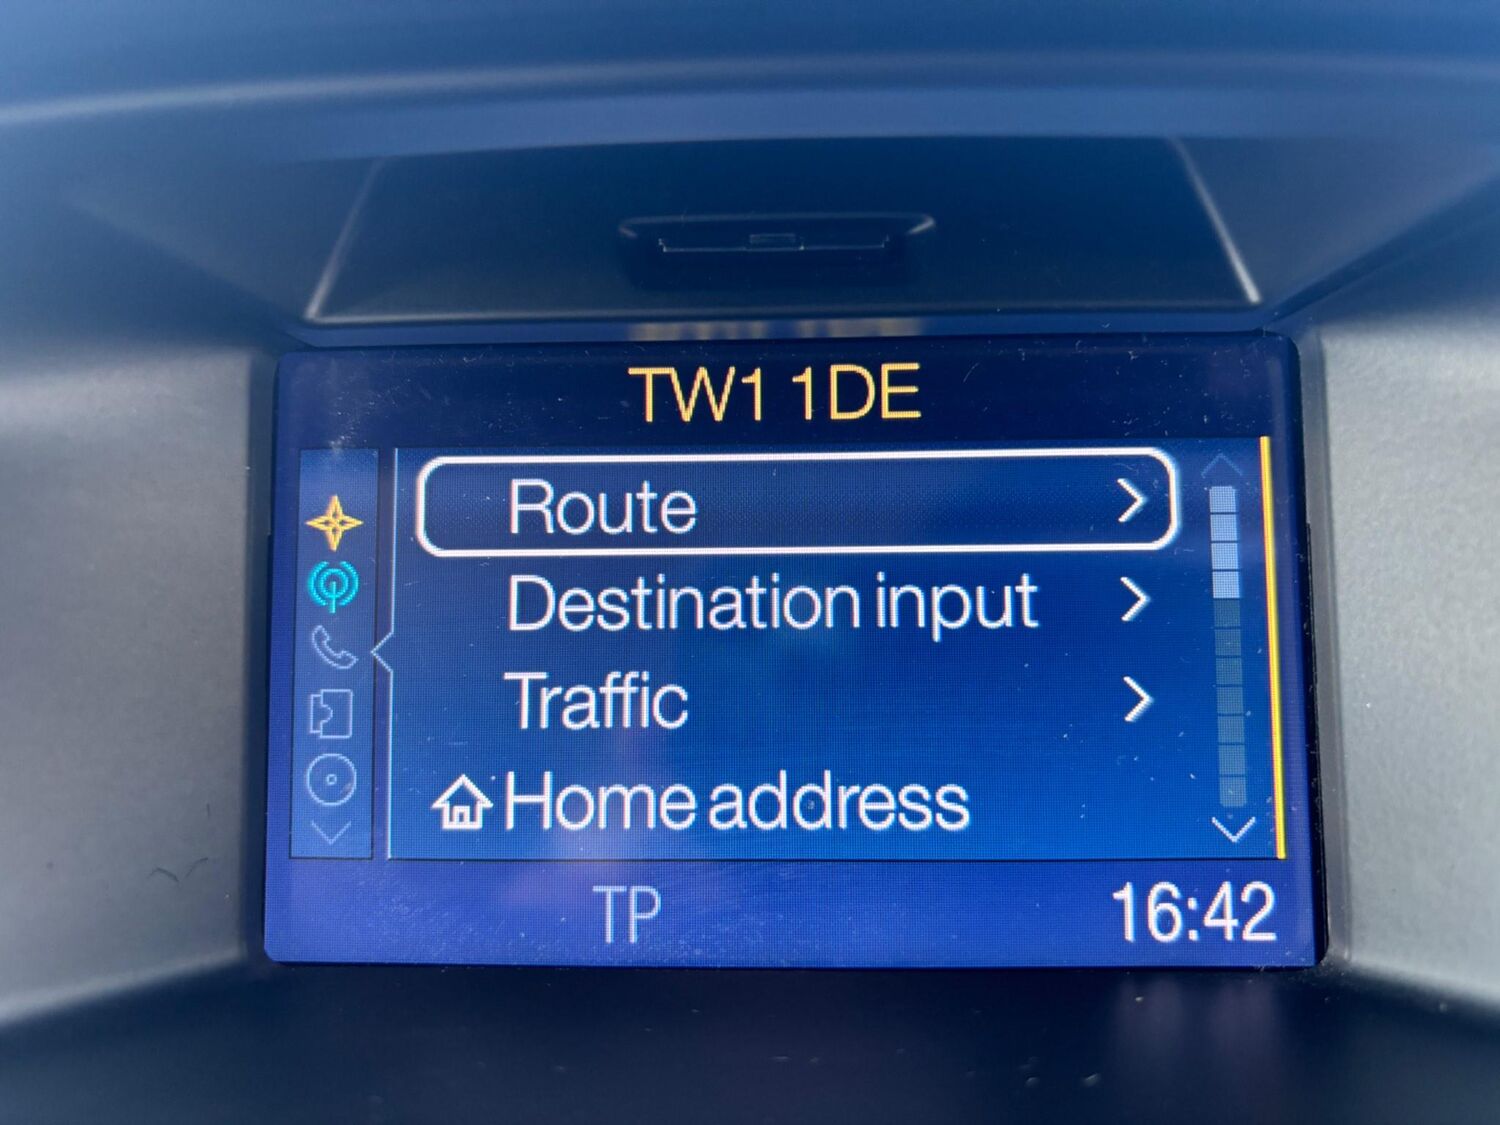 TW1 1DE
Route
Destination input
Traffic
Home address
TP
16:42